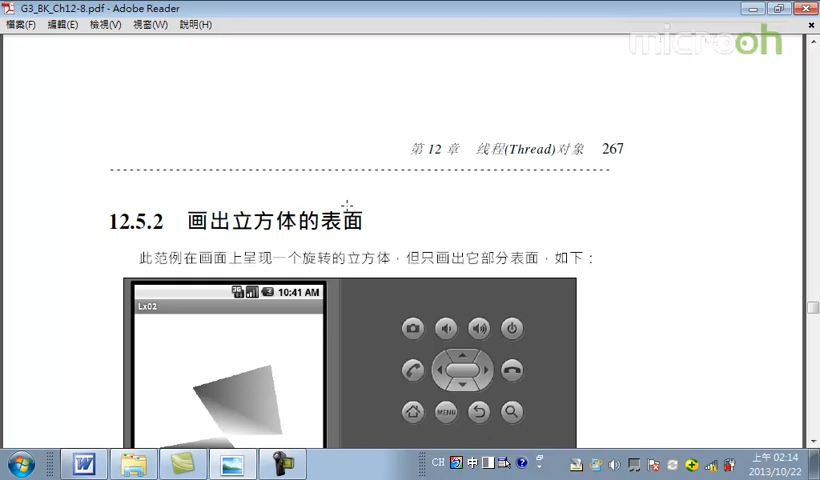 G3_BK_Ch12-8.pdf - Adobe Reader
檔案(F) 編輯(E) 檢視(V) 視窗(W) 說明(H)
microoh
第 12 章 线程(Thread)对象 267
12.5.2 画出立方体的表面
此范例在画面上呈现一个旋转的立方体，但只画出它部分表面，如下：
10:41 AM
Lx02
MENU
CH 中
上午 02:14
2013/10/22